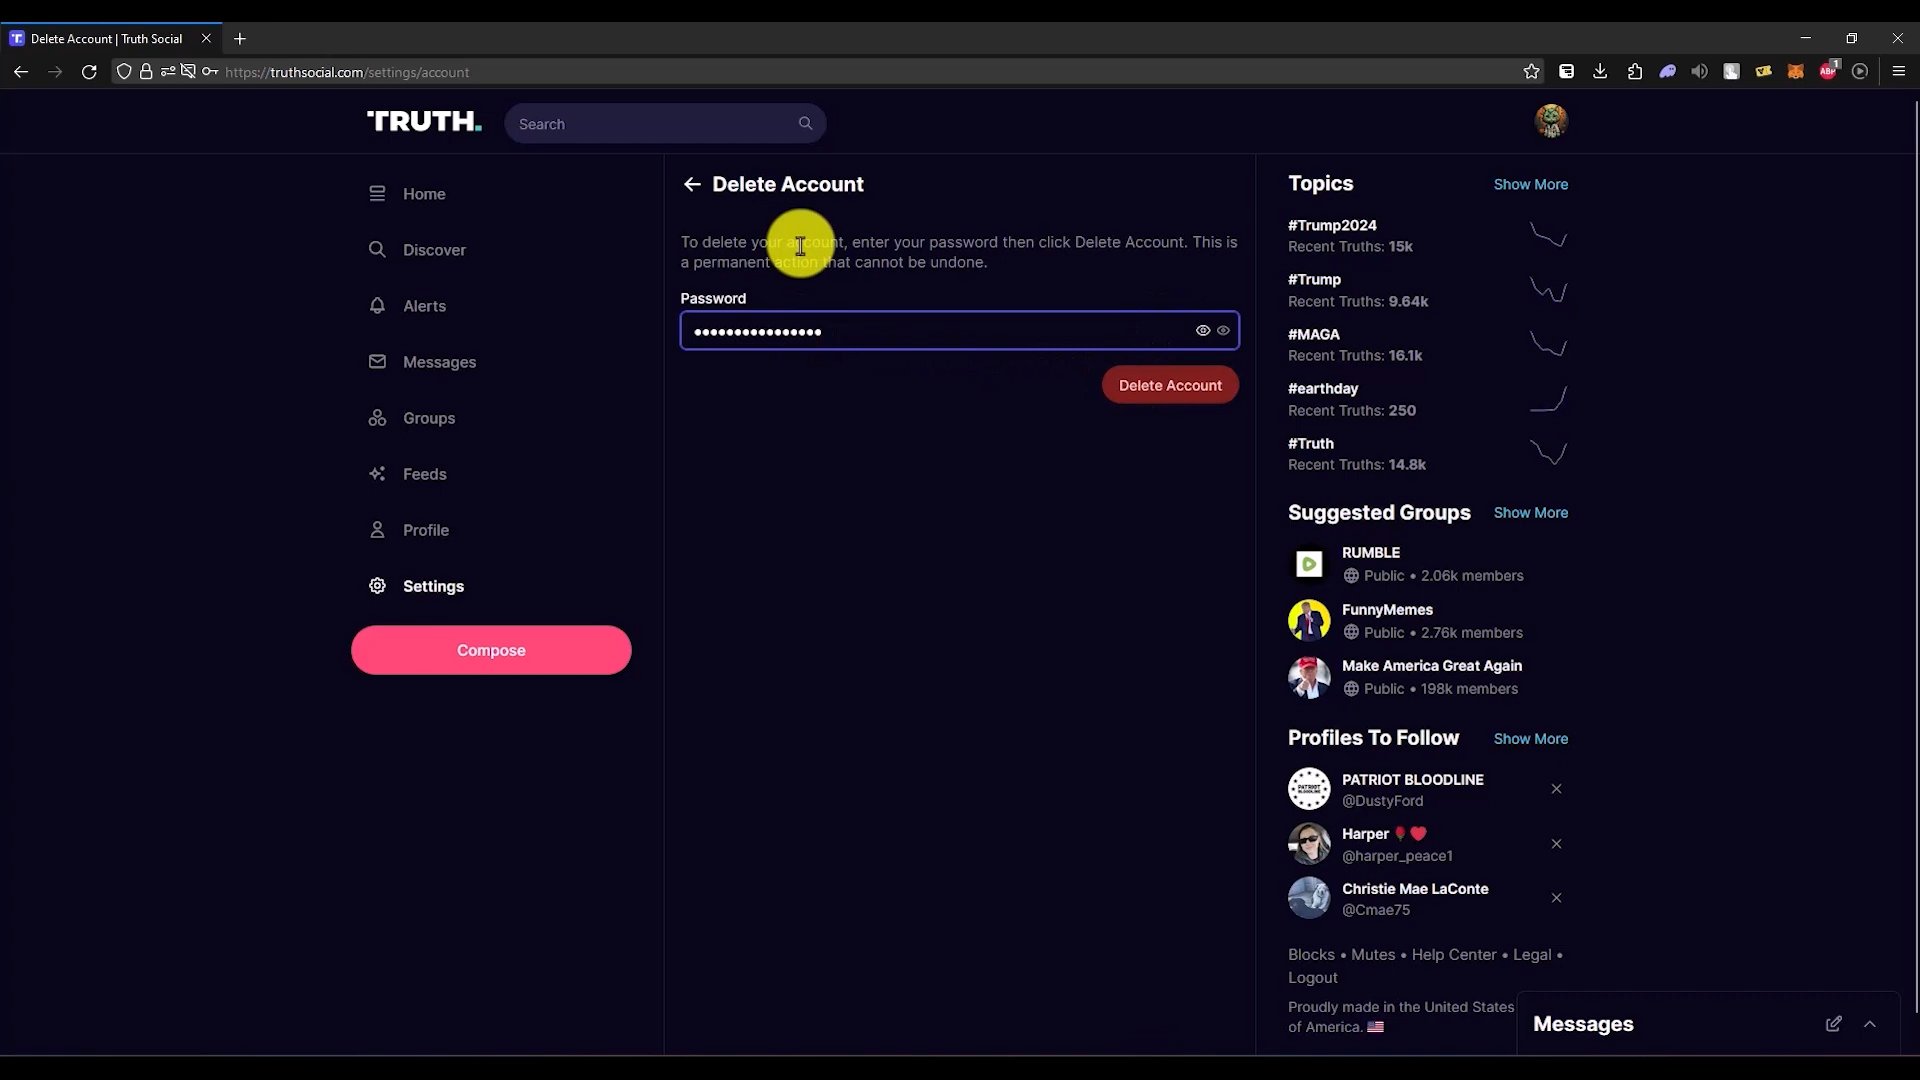 Delete Account | Truth Social
https://truthsocial.com/settings/account
ABP
1
TRUTH.
Search
Home
Discover
Alerts
Messages
Groups
Feeds
Profile
Settings
Compose
Delete Account
To delete your account, enter your password then click Delete Account. This is
a permanent action that cannot be undone.
Password
Delete Account
Topics
Show More
#Trump2024
Recent Truths: 15k
#Trump
Recent Truths: 9.64k
#MAGA
Recent Truths: 16.1k
#earthday
Recent Truths: 250
#Truth
Recent Truths: 14.8k
Suggested Groups
Show More
RUMBLE
Public • 2.06k members
FunnyMemes
Public • 2.76k members
Make America Great Again
Public • 198k members
Profiles To Follow
Show More
PATRIOT BLOODLINE
@DustyFord
Harper 🌹❤️
@harper_peace1
Christie Mae LaConte
@Cmae75
Blocks • Mutes • Help Center • Legal •
Logout
Proudly made in the United States
of America. 🇺🇸
Messages